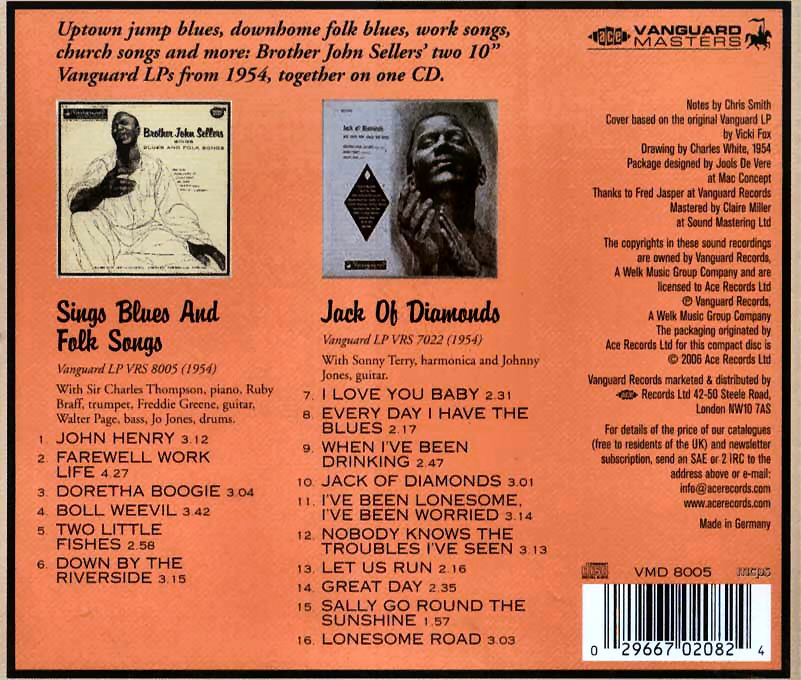 Uptown jump blues, downhome folk blues, work songs,
church songs and more: Brother John Sellers' two 10"
Vanguard LPs from 1954, together on one CD.
ace VANGUARD
MASTERS
Brother John Sellers
SINGS
BLUES AND FOLK SONGS
Jack of Diamonds
Sings Blues And
Folk Songs
Vanguard LP VRS 8005 (1954)
With Sir Charles Thompson, piano, Ruby
Braff, trumpet, Freddie Greene, guitar,
Walter Page, bass, Jo Jones, drums.
1. JOHN HENRY 3.12
2. FAREWELL WORK
LIFE 4.27
3. DORETHA BOOGIE 3.04
4. BOLL WEEVIL 3.42
5. TWO LITTLE
FISHES 2.58
6. DOWN BY THE
RIVERSIDE 3.15
Jack Of Diamonds
Vanguard LP VRS 7022 (1954)
With Sonny Terry, harmonica and Johnny
Jones, guitar.
7. I LOVE YOU BABY 2.31
8. EVERY DAY I HAVE THE
BLUES 2.17
9. WHEN I'VE BEEN
DRINKING 2.47
10. JACK OF DIAMONDS 3.01
11. I'VE BEEN LONESOME,
I'VE BEEN WORRIED 3.14
12. NOBODY KNOWS THE
TROUBLES I'VE SEEN 3.13
13. LET US RUN 2.16
14. GREAT DAY 2.35
15. SALLY GO ROUND THE
SUNSHINE 1.57
16. LONESOME ROAD 3.03
Notes by Chris Smith
Cover based on the original Vanguard LP
by Vicki Fox
Drawing by Charles White, 1954
Package designed by Jools De Vere
at Mac Concept
Thanks to Fred Jasper at Vanguard Records
Mastered by Claire Miller
at Sound Mastering Ltd
The copyrights in these sound recordings
are owned by Vanguard Records,
A Welk Music Group Company and are
licensed to Ace Records Ltd
℗ Vanguard Records,
A Welk Music Group Company
The packaging originated by
Ace Records Ltd for this compact disc is
© 2006 Ace Records Ltd
Vanguard Records marketed & distributed by
ace Records Ltd 42-50 Steele Road,
London NW10 7AS
For details of the price of our catalogues
(free to residents of the UK) and newsletter
subscription, send an SAE or 2 IRC to the
address above or e-mail:
info@acerecords.com
www.acerecords.com
Made in Germany
VMD 8005 mcps
0 29667 02082 4